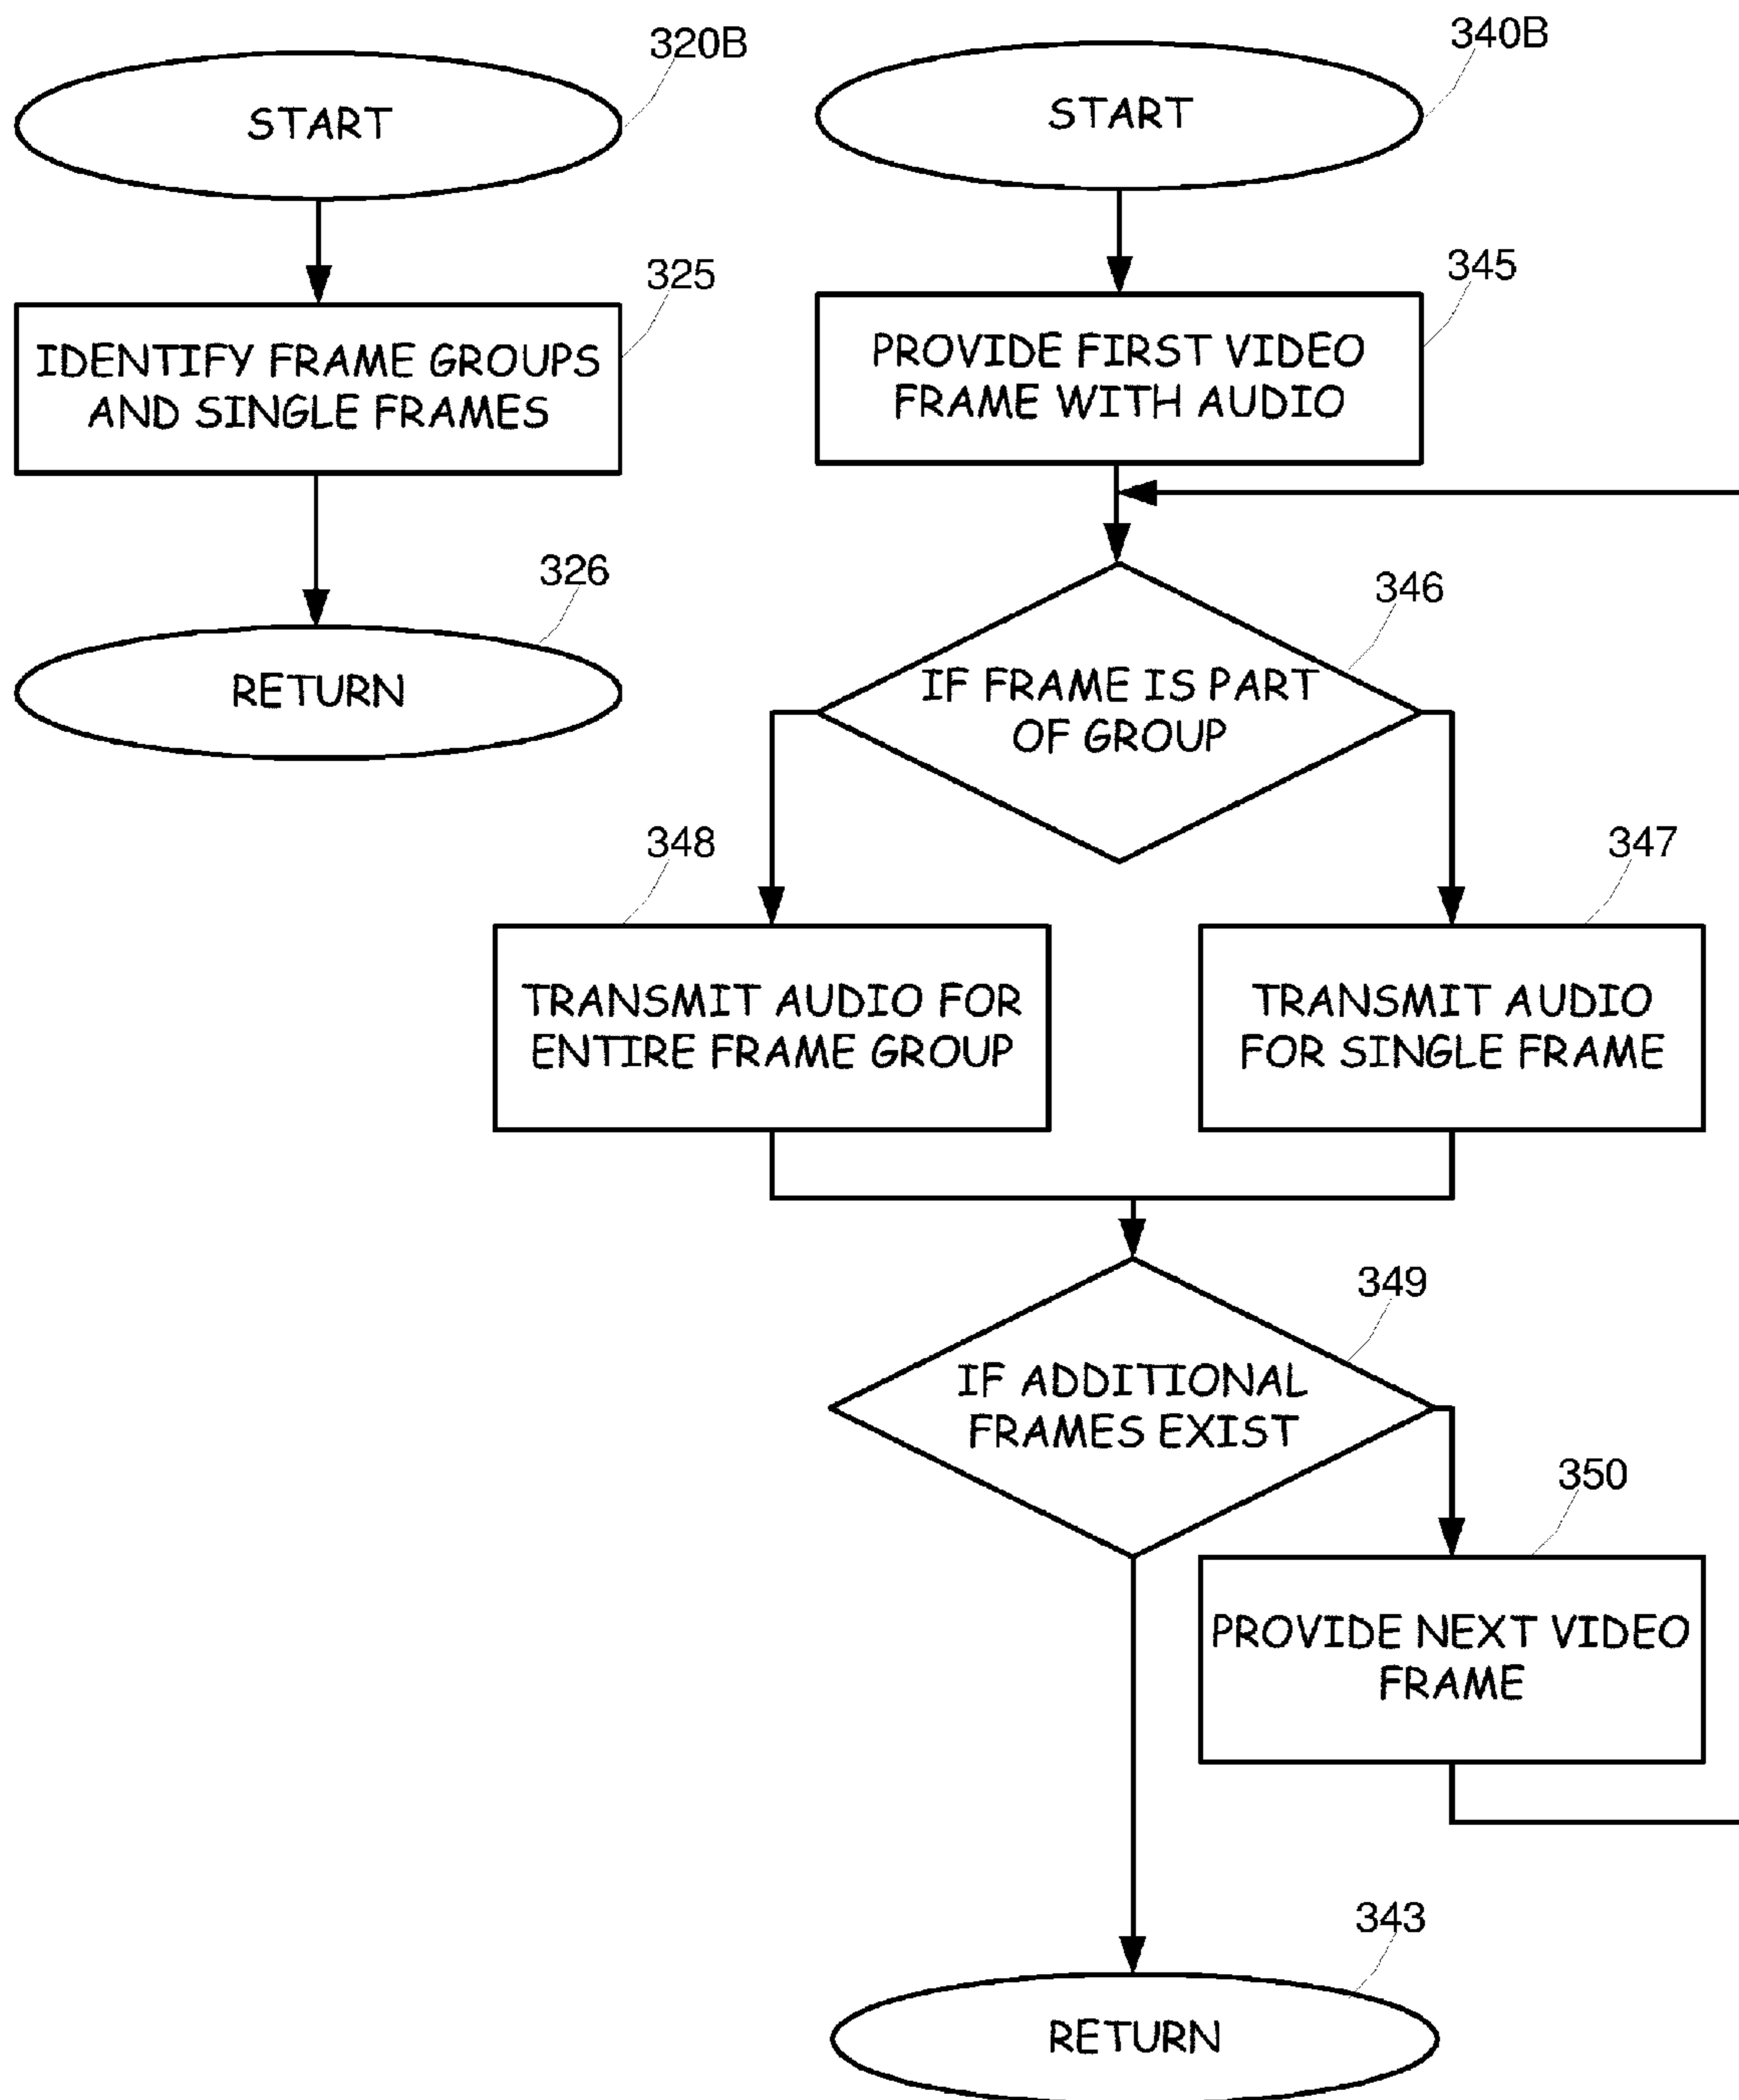 320B
START
325
IDENTIFY FRAME GROUPS
AND SINGLE FRAMES
326
RETURN
340B
START
345
PROVIDE FIRST VIDEO
FRAME WITH AUDIO
346
IF FRAME IS PART
OF GROUP
348
TRANSMIT AUDIO FOR
ENTIRE FRAME GROUP
347
TRANSMIT AUDIO
FOR SINGLE FRAME
349
IF ADDITIONAL
FRAMES EXIST
350
PROVIDE NEXT VIDEO
FRAME
343
RETURN